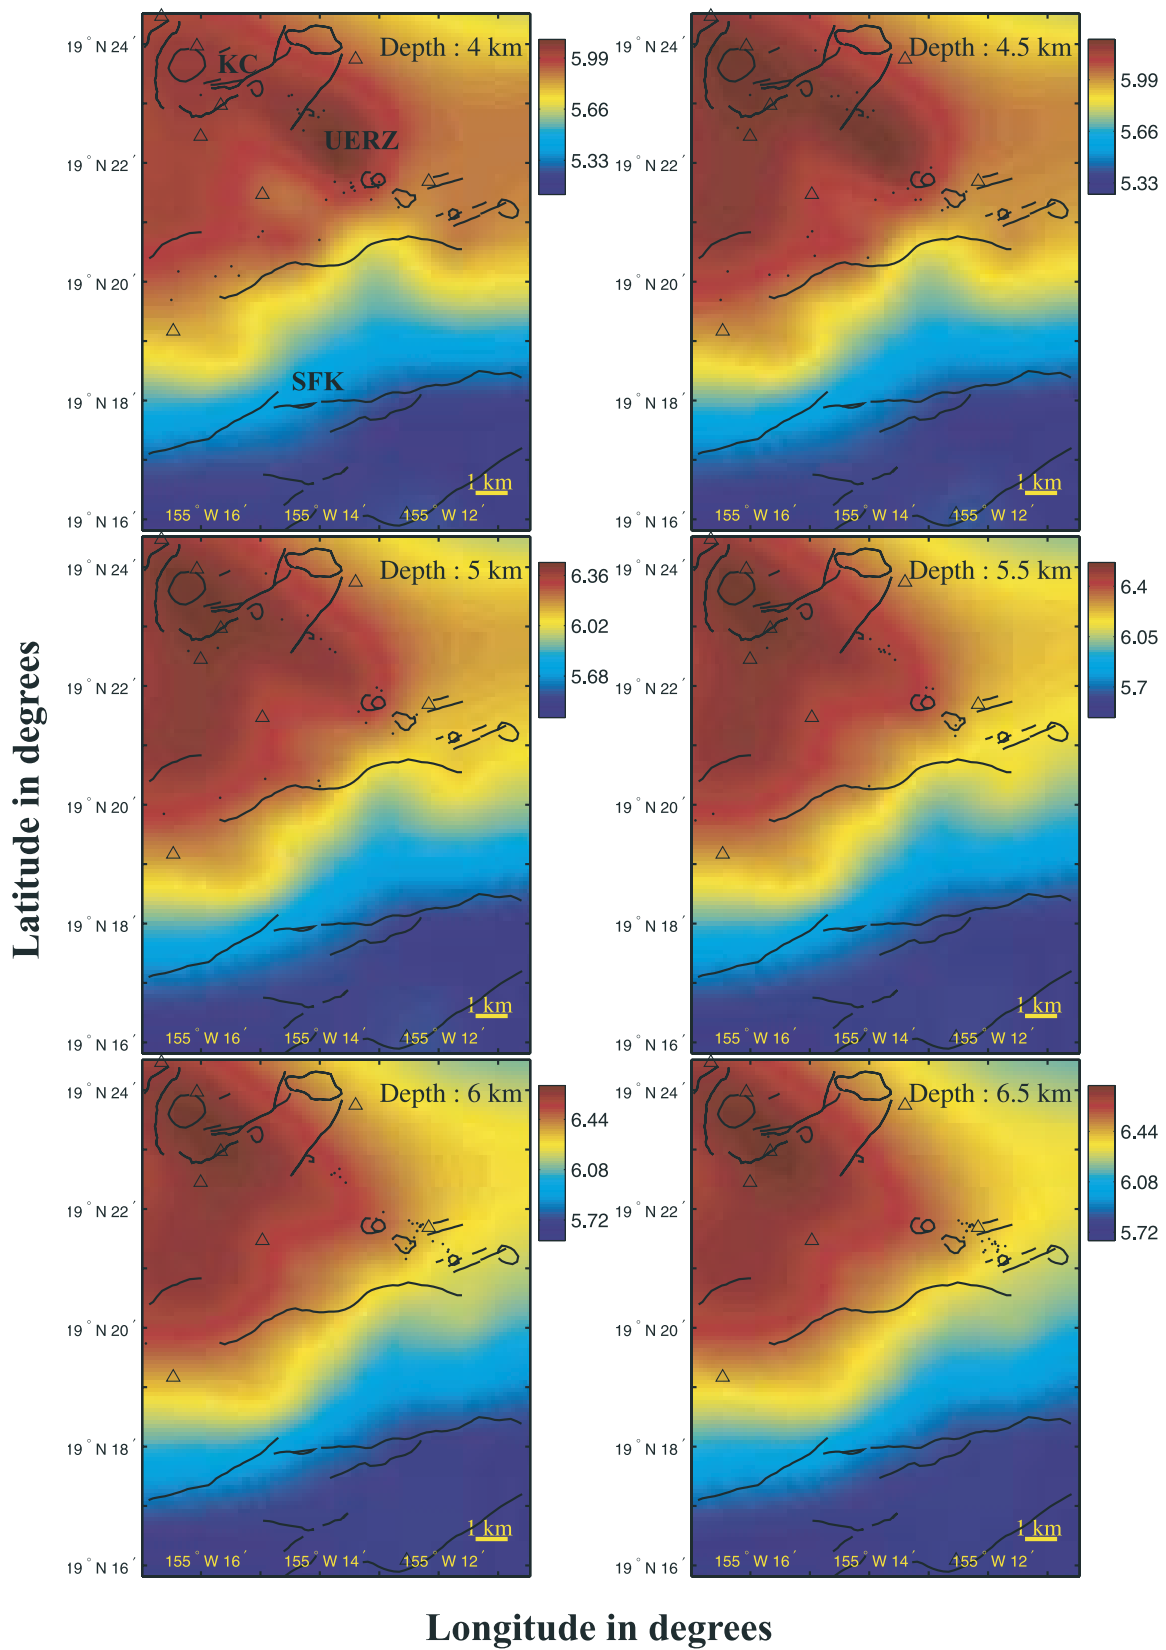 Depth : 4 km
KC
UERZ
SFK
1 km
19° N 24′
19° N 22′
19° N 20′
19° N 18′
19° N 16′
155° W 16′
155° W 14′
155° W 12′
5.99
5.66
5.33
Depth : 4.5 km
1 km
19° N 24′
19° N 22′
19° N 20′
19° N 18′
19° N 16′
155° W 16′
155° W 14′
155° W 12′
5.99
5.66
5.33
Depth : 5 km
1 km
19° N 24′
19° N 22′
19° N 20′
19° N 18′
19° N 16′
155° W 16′
155° W 14′
155° W 12′
6.36
6.02
5.68
Depth : 5.5 km
1 km
19° N 24′
19° N 22′
19° N 20′
19° N 18′
19° N 16′
155° W 16′
155° W 14′
155° W 12′
6.4
6.05
5.7
Depth : 6 km
1 km
19° N 24′
19° N 22′
19° N 20′
19° N 18′
19° N 16′
155° W 16′
155° W 14′
155° W 12′
6.44
6.08
5.72
Depth : 6.5 km
1 km
19° N 24′
19° N 22′
19° N 20′
19° N 18′
19° N 16′
155° W 16′
155° W 14′
155° W 12′
6.44
6.08
5.72
Latitude in degrees
Longitude in degrees